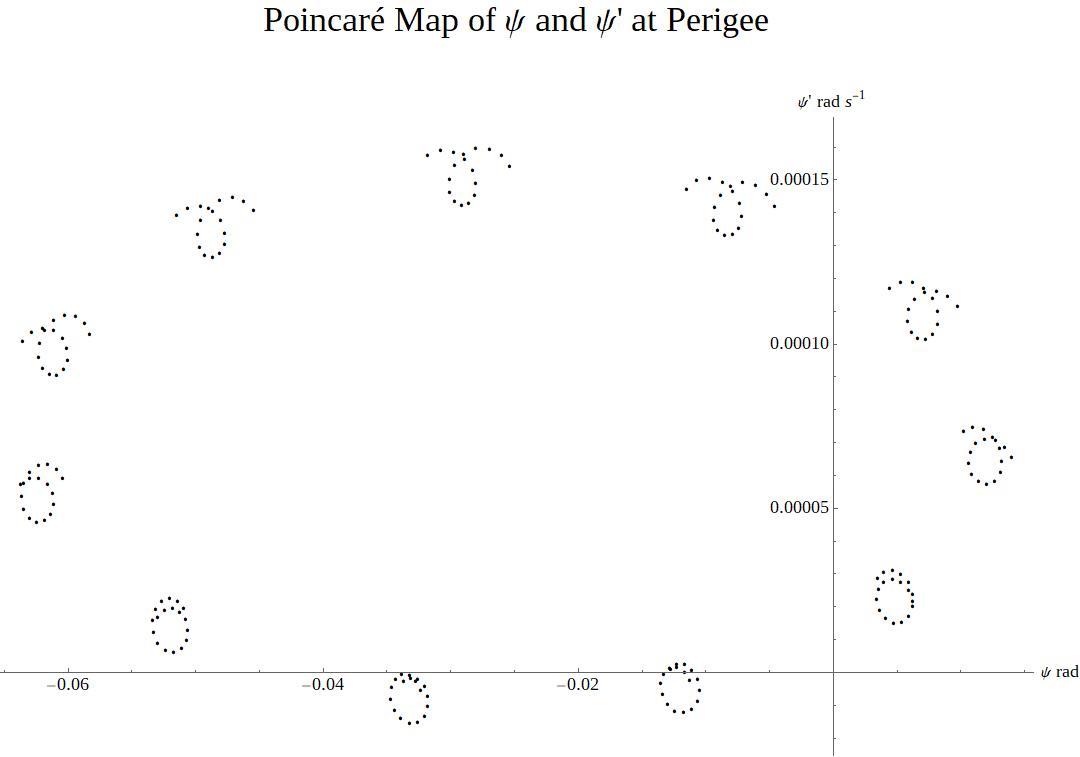 Poincaré Map of ψ and ψ' at Perigee
ψ' rad s⁻¹
0.00015
0.00010
0.00005
−0.06
−0.04
−0.02
ψ rad